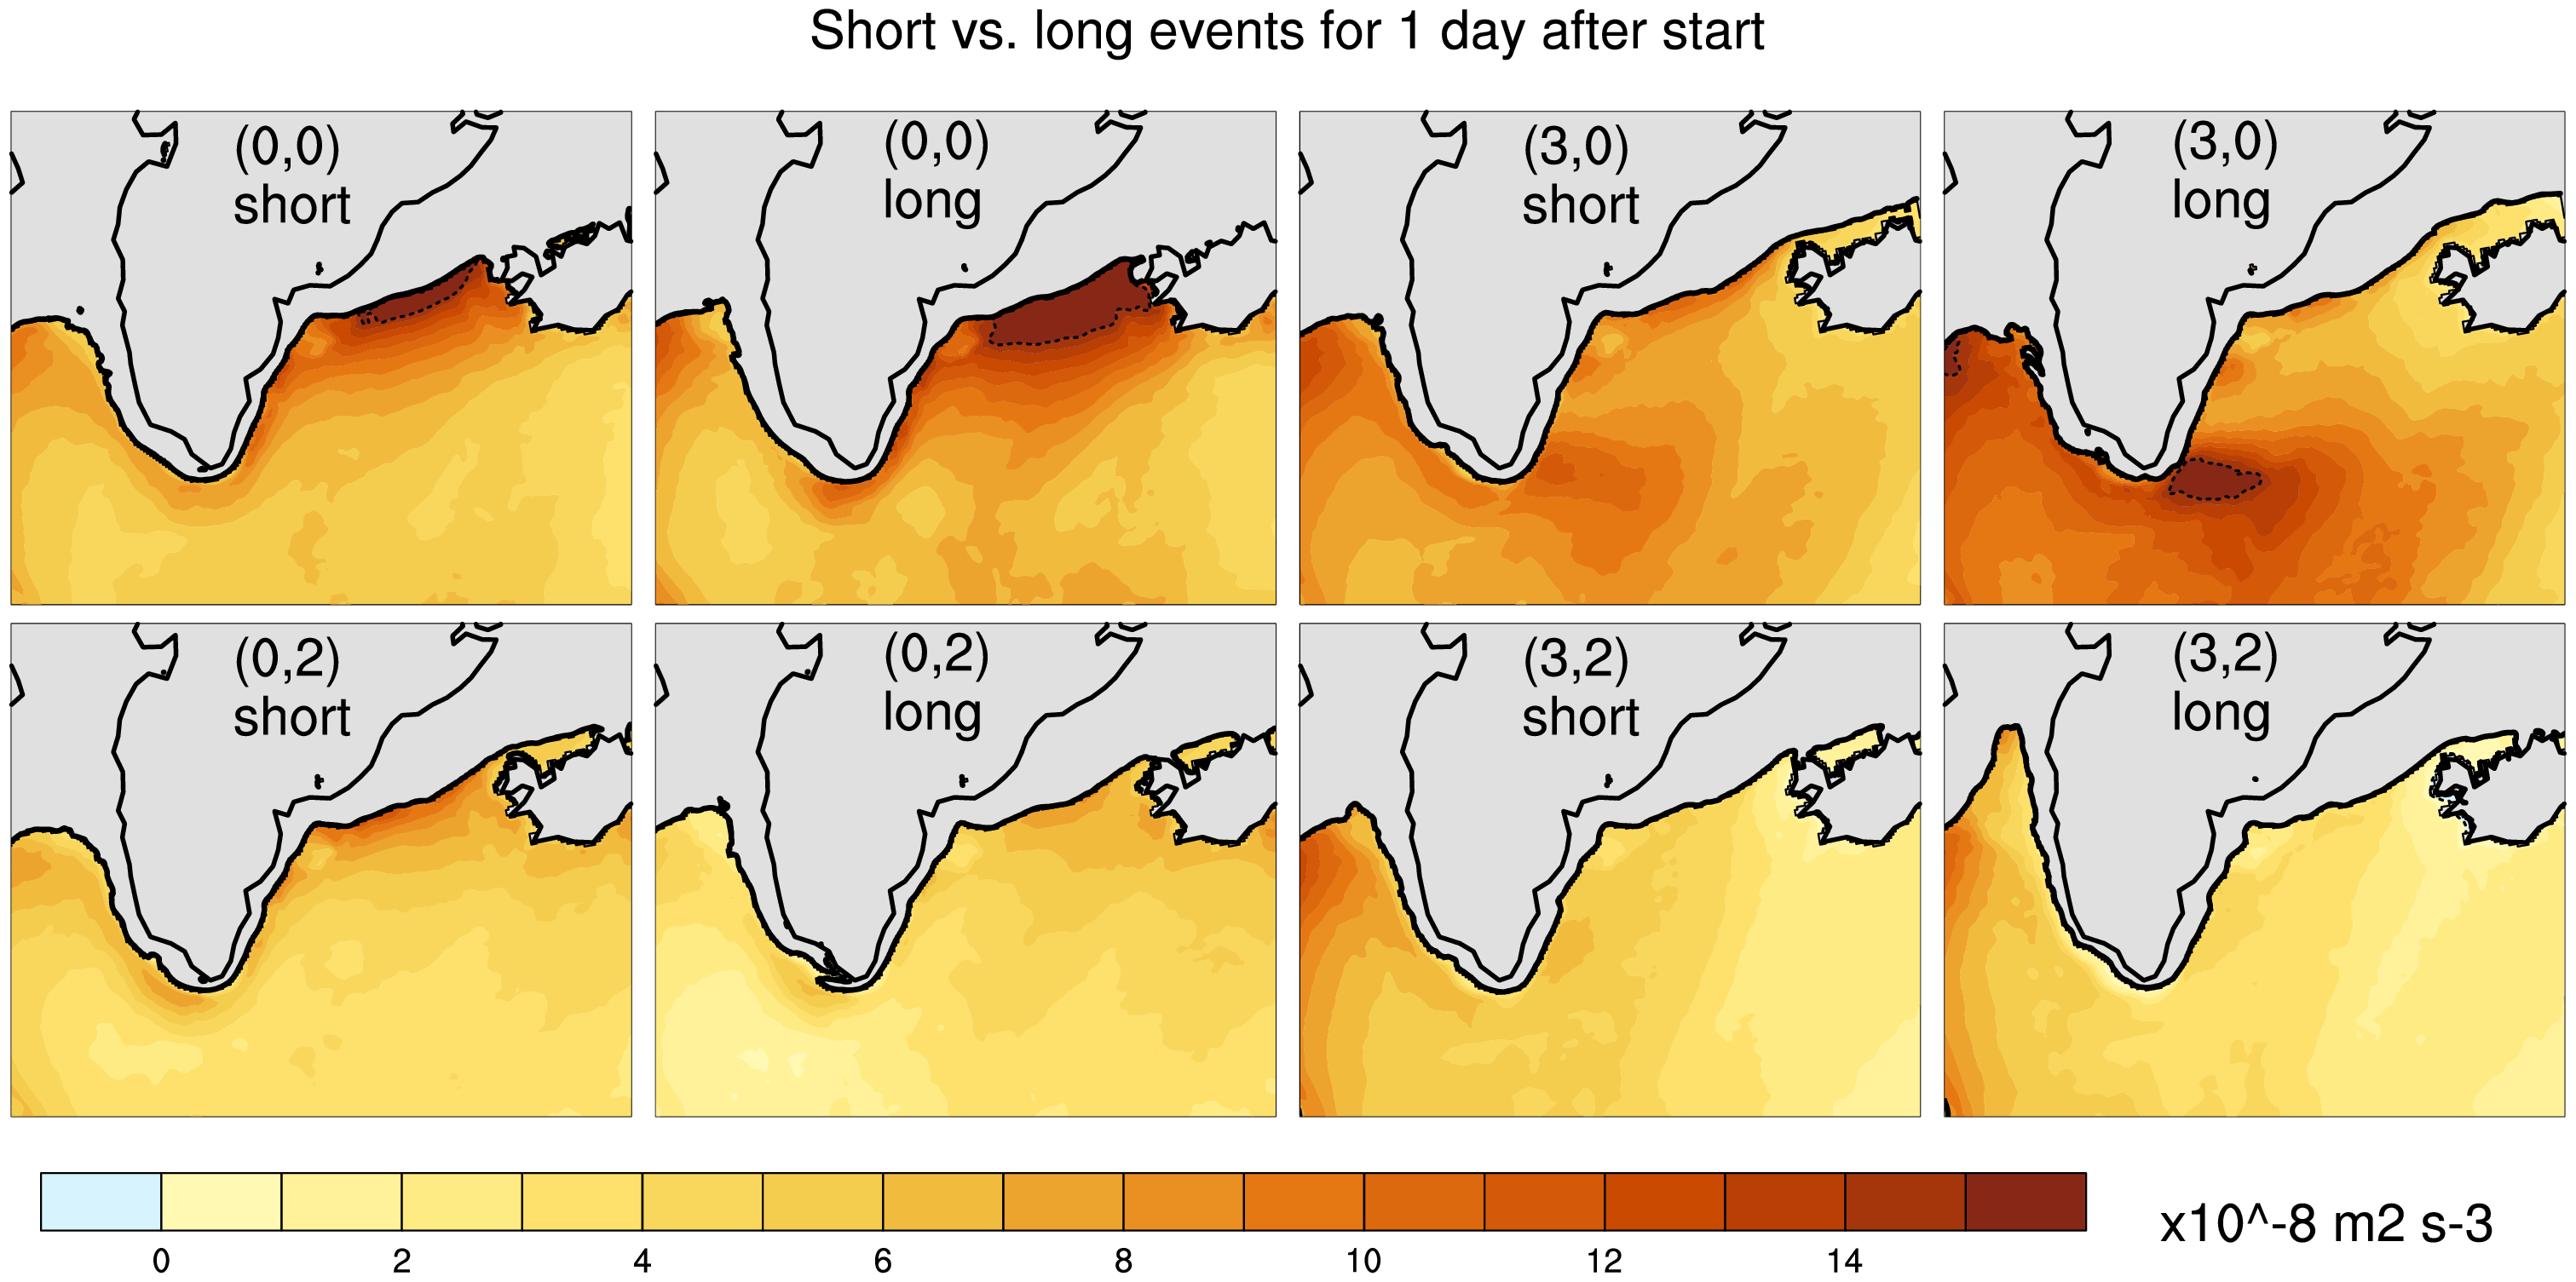 Short vs. long events for 1 day after start
(0,0)
short
(0,0)
long
(3,0)
short
(3,0)
long
(0,2)
short
(0,2)
long
(3,2)
short
(3,2)
long
0 2 4 6 8 10 12 14
x10^-8 m2 s-3